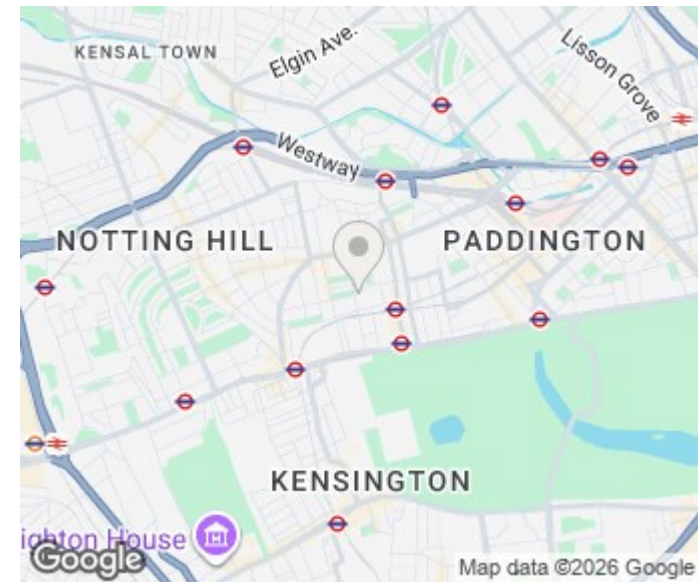 KENSAL TOWN
Elgin Ave.
Lisson Grove
Westway
NOTTING HILL
PADDINGTON
KENSINGTON
ighton House
Google
Map data ©2026 Google